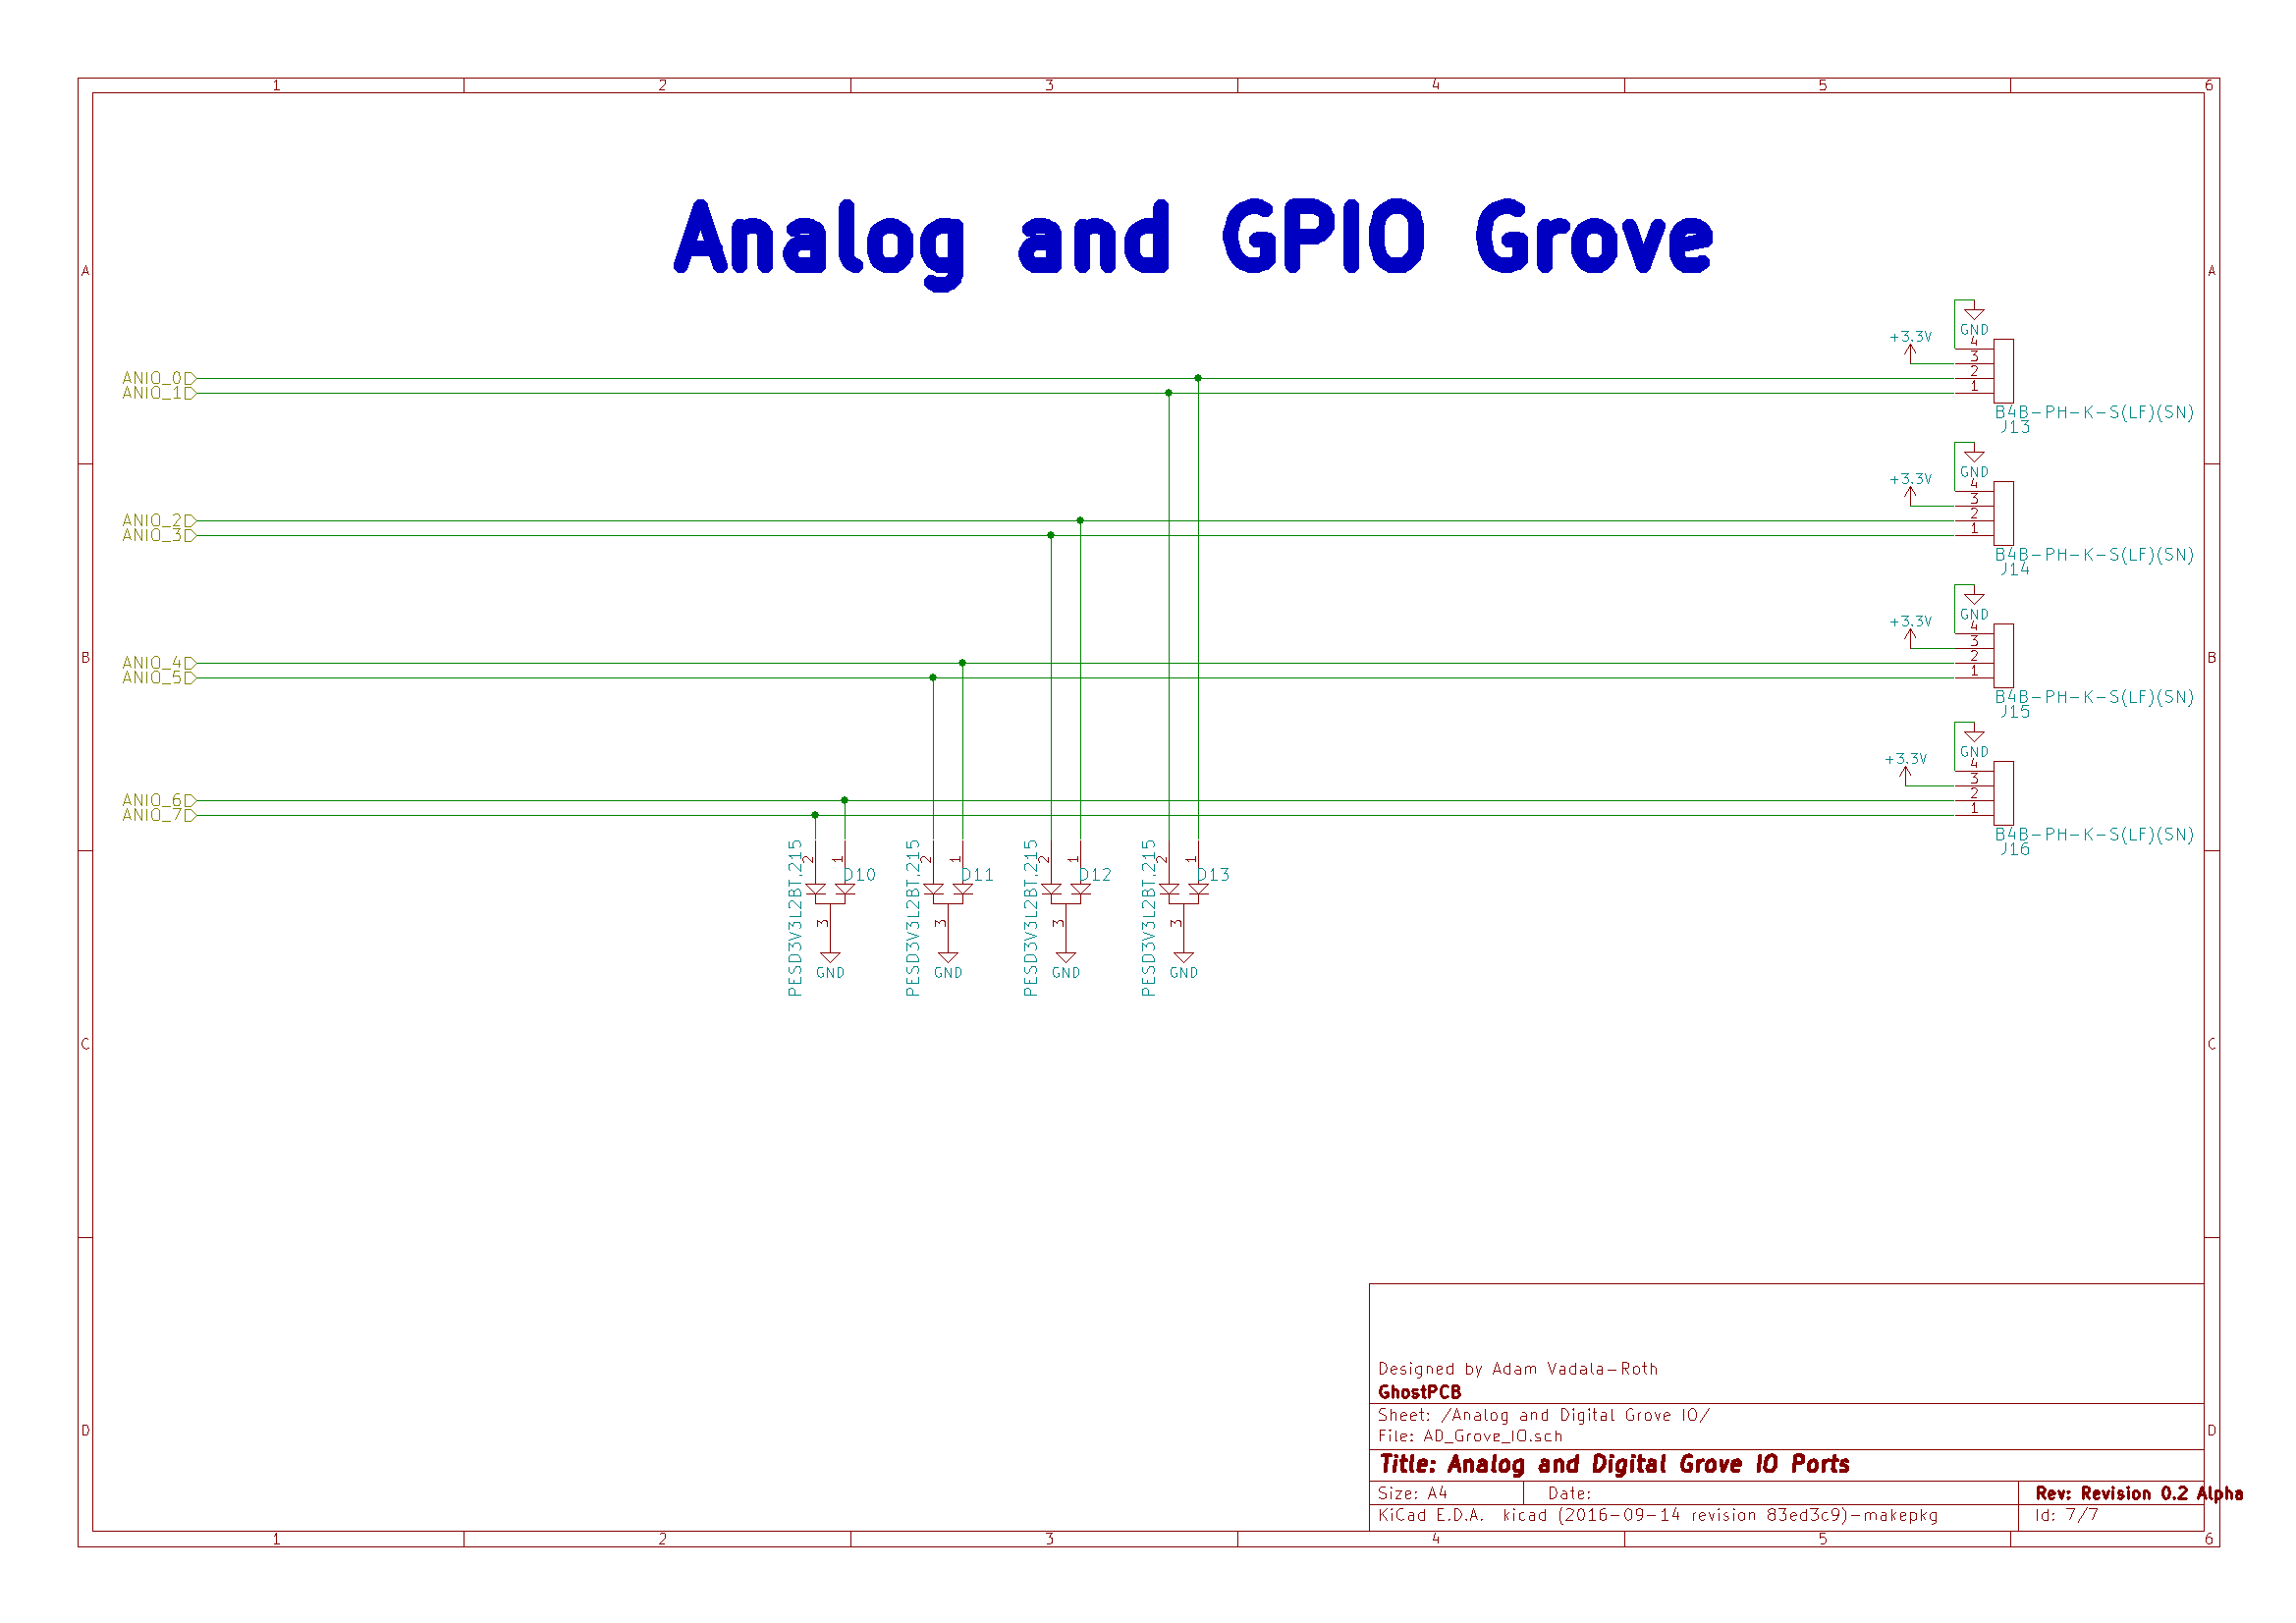 1 2 3 4 5 6
Analog and GPIO Grove
A A
GND
+3.3V
4
3
ANIO_0 2
ANIO_1 1
B4B-PH-K-S(LF)(SN)
J13
GND
+3.3V
4
3
ANIO_2 2
ANIO_3 1
B4B-PH-K-S(LF)(SN)
J14
GND
+3.3V
4
3
B B
ANIO_4 2
ANIO_5 1
B4B-PH-K-S(LF)(SN)
J15
GND
+3.3V
4
3
ANIO_6 2
ANIO_7 1
B4B-PH-K-S(LF)(SN)
J16
PESD3V3L2BT.215 2 1 D10 3 GND
PESD3V3L2BT.215 2 1 D11 3 GND
PESD3V3L2BT.215 2 1 D12 3 GND
PESD3V3L2BT.215 2 1 D13 3 GND
C C
Designed by Adam Vadala-Roth
GhostPCB
Sheet: /Analog and Digital Grove IO/
File: AD_Grove_IO.sch
D D
Title: Analog and Digital Grove IO Ports
Size: A4 Date: Rev: Revision 0.2 Alpha
KiCad E.D.A. kicad (2016-09-14 revision 83ed3c9)-makepkg Id: 7/7
1 2 3 4 5 6